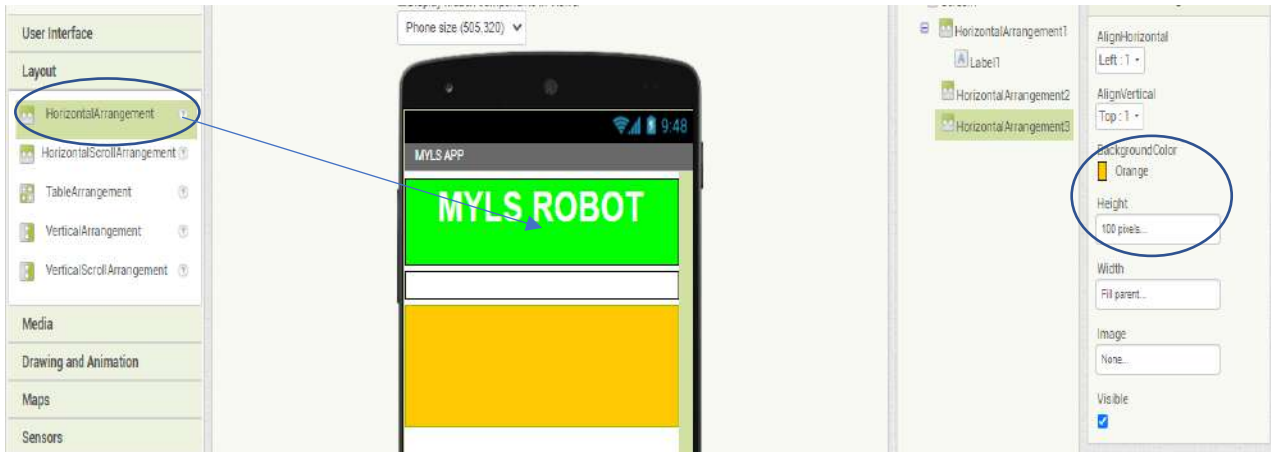 Phone size (505,320)
User Interface
Layout
HorizontalArrangement
HorizontalScrollArrangement
TableArrangement
VerticalArrangement
VerticalScrollArrangement
Media
Drawing and Animation
Maps
Sensors
9:48
MYLS APP
MYLS ROBOT
HorizontalArrangement1
A Label1
HorizontalArrangement2
HorizontalArrangement3
AlignHorizontal
Left : 1
AlignVertical
Top : 1
BackgroundColor
Orange
Height
100 pixels...
Width
Fill parent...
Image
None...
Visible